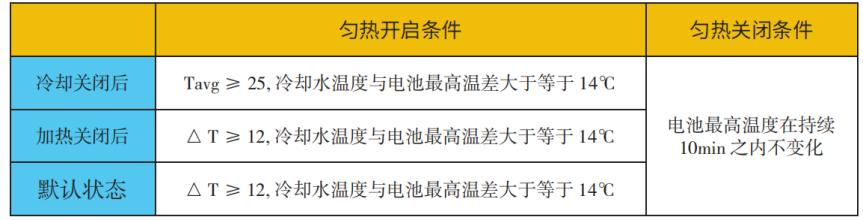 匀热开启条件
匀热关闭条件
冷却关闭后
Tavg ≥ 25, 冷却水温度与电池最高温差大于等于 14℃
加热关闭后
△ T ≥ 12, 冷却水温度与电池最高温差大于等于 14℃
默认状态
△ T ≥ 12, 冷却水温度与电池最高温差大于等于 14℃
电池最高温度在持续
10min 之内不变化